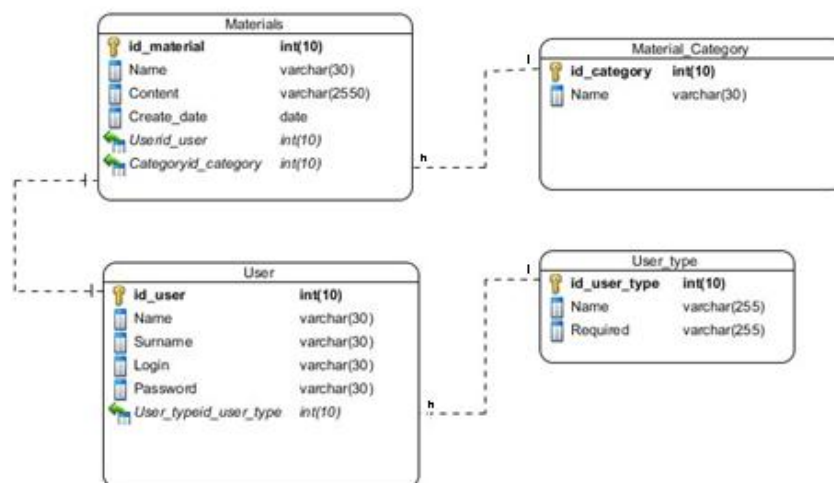 Materials
id_material int(10)
Name varchar(30)
Content varchar(2550)
Create_date date
Userid_user int(10)
Categoryid_category int(10)
Material_Category
id_category int(10)
Name varchar(30)
l
h
User
id_user int(10)
Name varchar(30)
Surname varchar(30)
Login varchar(30)
Password varchar(30)
User_typeid_user_type int(10)
User_type
id_user_type int(10)
Name varchar(255)
Required varchar(255)
l
h